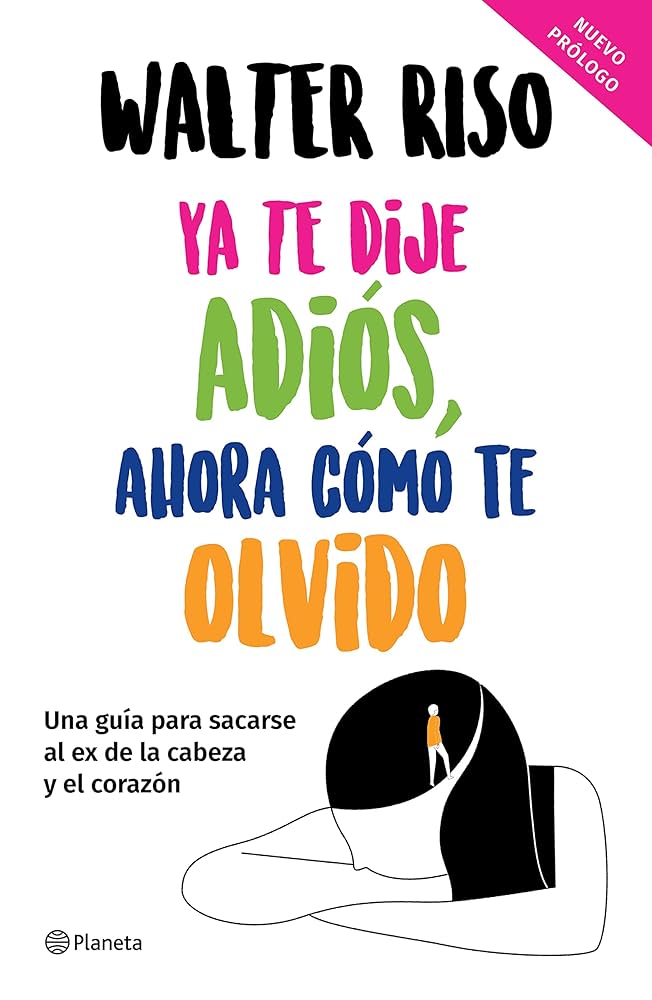 NUEVO
PRÓLOGO
WALTER RISO
YA TE DiJE
ADiÓS,
AHORA CÓMO TE
OLViDO
Una guía para sacarse
al ex de la cabeza
y el corazón
Planeta